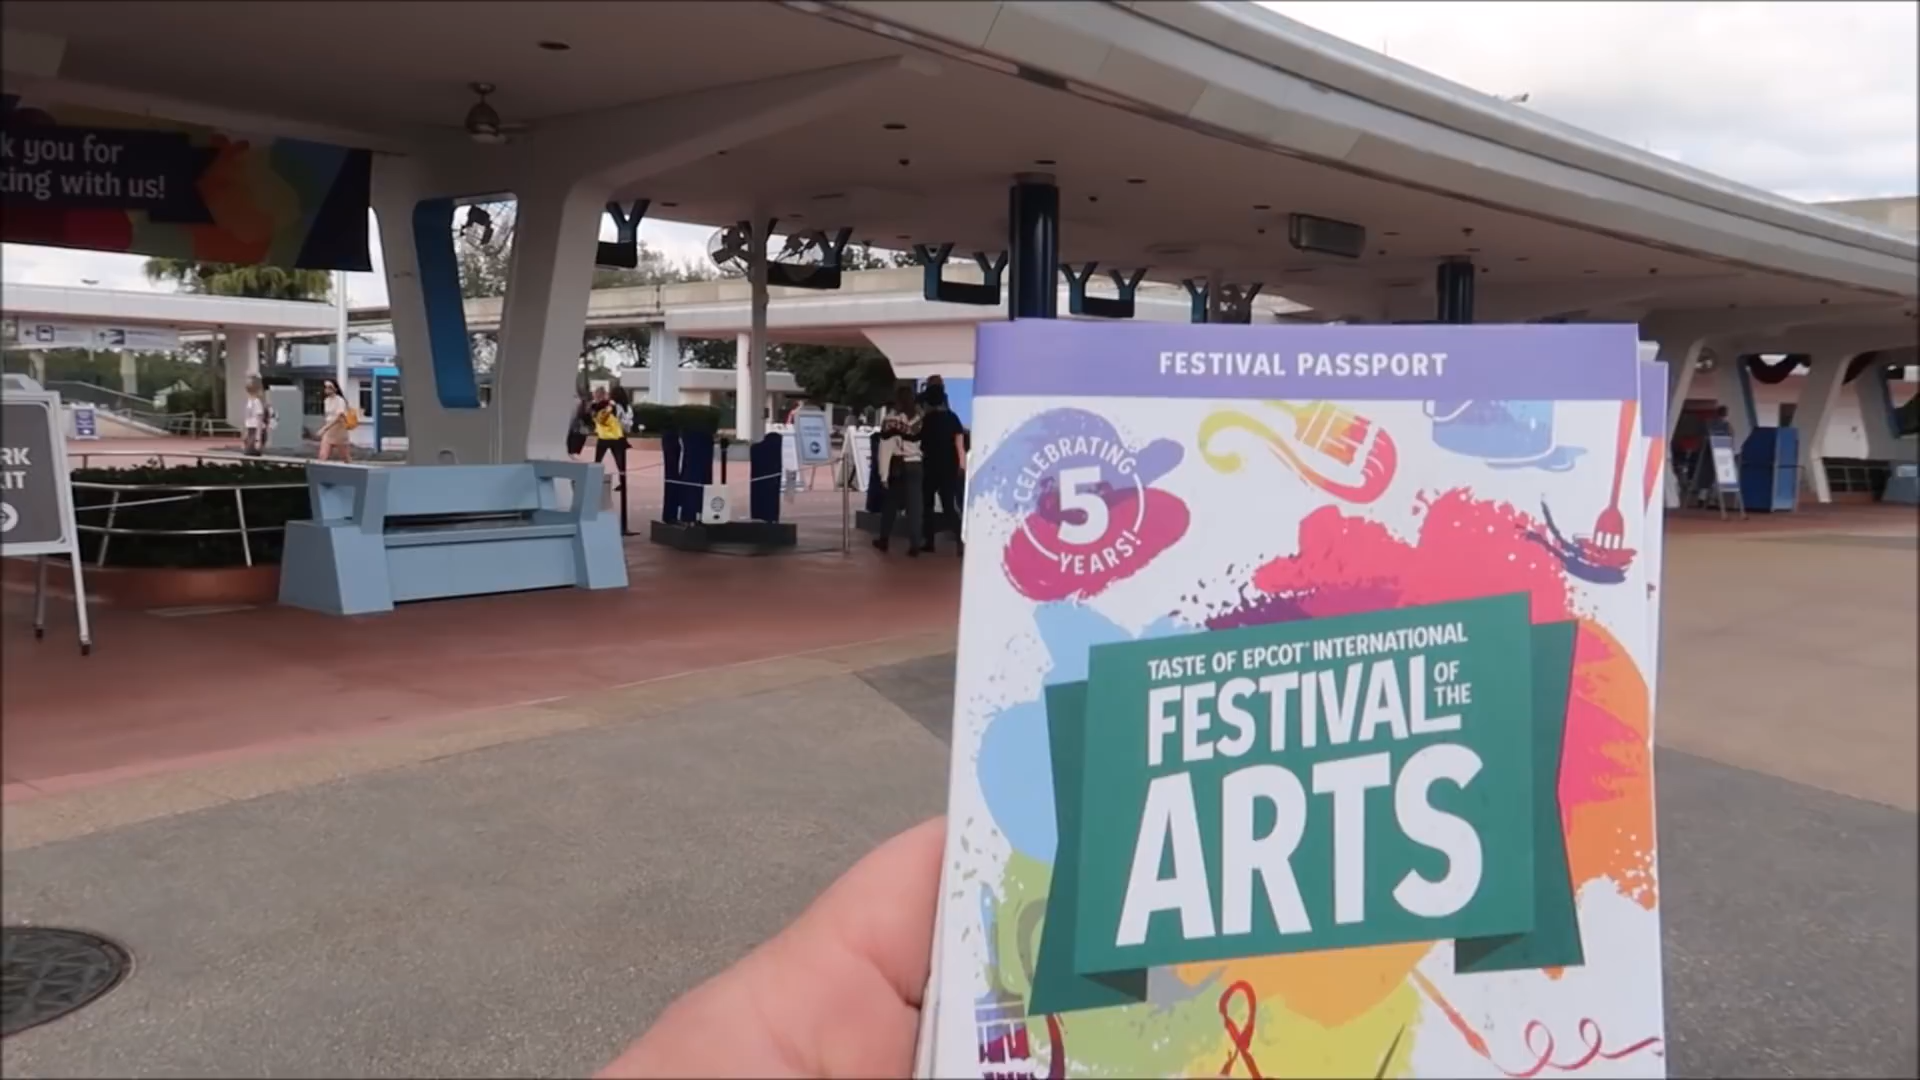 k you for
ting with us!
RK
IT
FESTIVAL PASSPORT
CELEBRATING
5
YEARS!
TASTE OF EPCOT INTERNATIONAL
FESTIVAL OF THE
ARTS